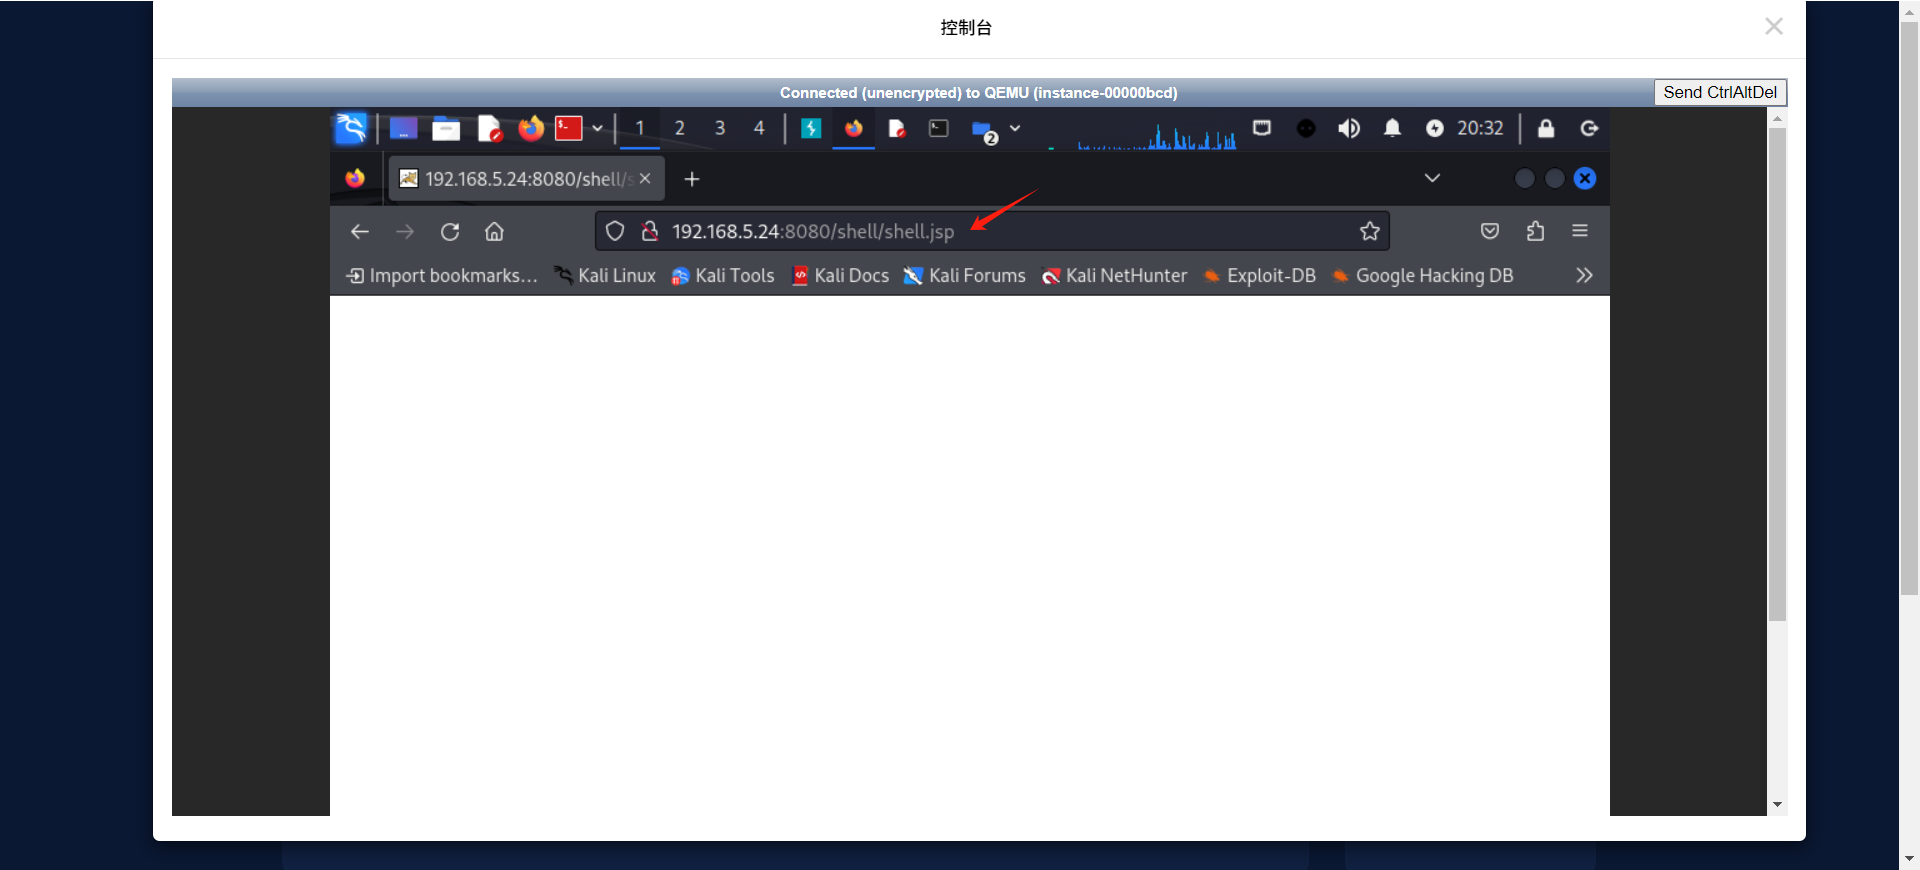 控制台
Connected (unencrypted) to QEMU (instance-00000bcd)
Send CtrlAltDel
1 2 3 4 2 20:32
192.168.5.24:8080/shell/s
192.168.5.24:8080/shell/shell.jsp
Import bookmarks... Kali Linux Kali Tools Kali Docs Kali Forums Kali NetHunter Exploit-DB Google Hacking DB